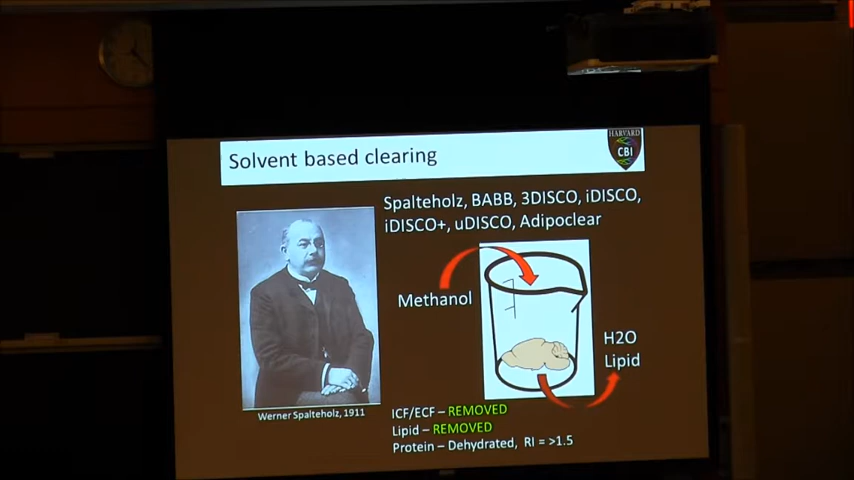 Solvent based clearing
HARVARD
CBI
Spalteholz, BABB, 3DISCO, iDISCO,
iDISCO+, uDISCO, Adipoclear
Methanol
H2O
Lipid
Werner Spalteholz, 1911
ICF/ECF – REMOVED
Lipid – REMOVED
Protein – Dehydrated, RI = >1.5